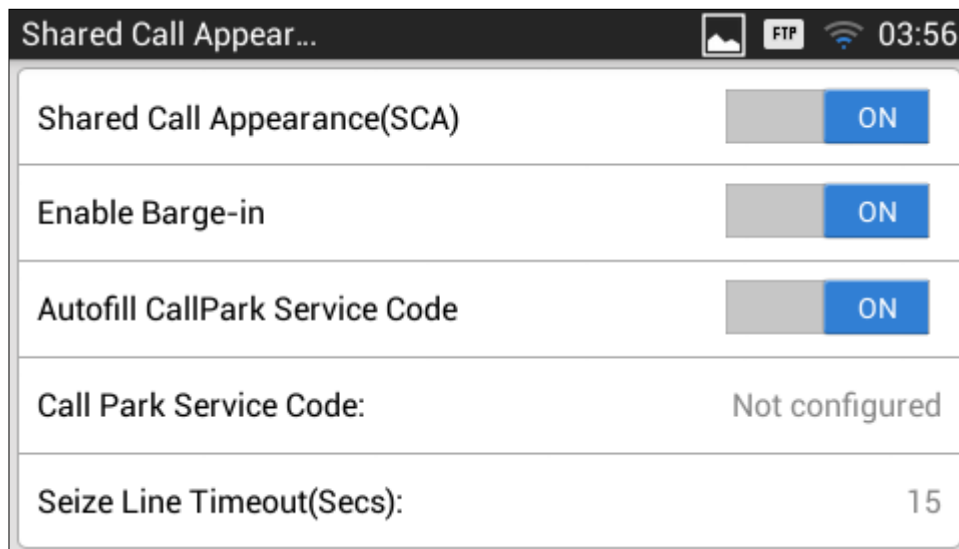 Shared Call Appear... FTP 03:56
Shared Call Appearance(SCA) ON
Enable Barge-in ON
Autofill CallPark Service Code ON
Call Park Service Code: Not configured
Seize Line Timeout(Secs): 15